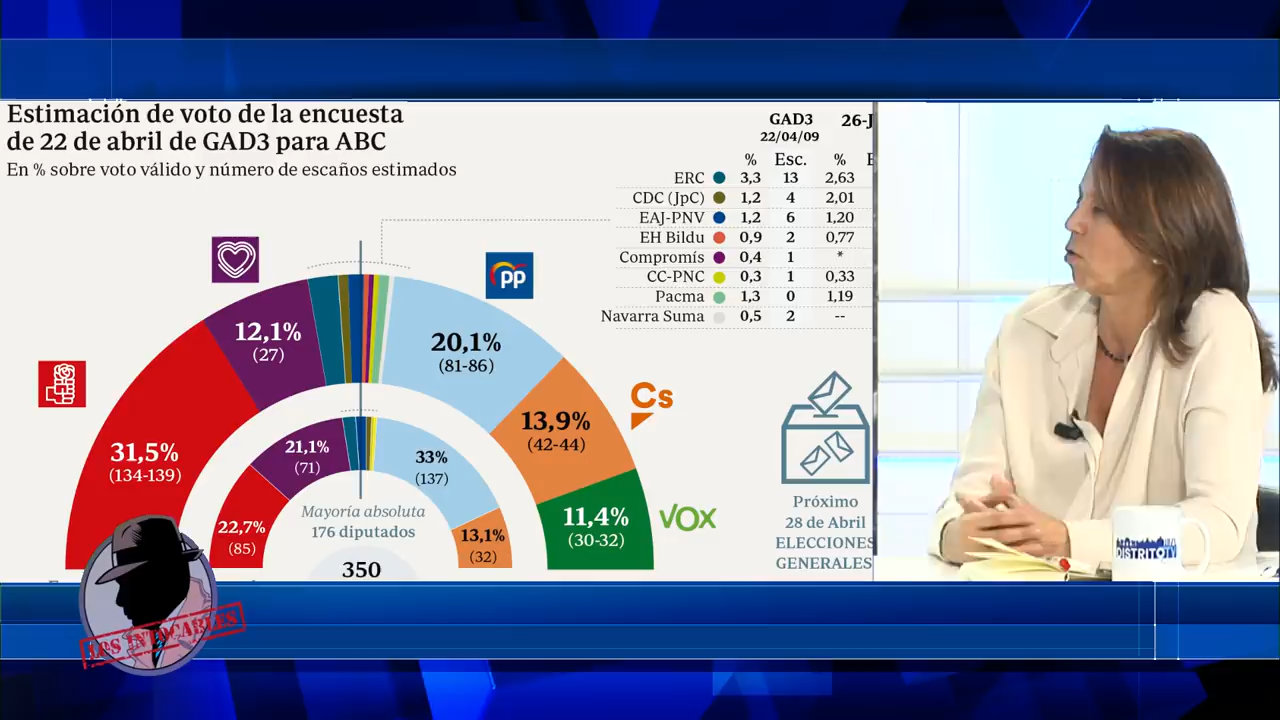 Estimación de voto de la encuesta
de 22 de abril de GAD3 para ABC
En % sobre voto válido y número de escaños estimados
GAD3 26-J
22/04/09
% Esc. %
ERC 3,3 13 2,63
CDC (JpC) 1,2 4 2,01
EAJ-PNV 1,2 6 1,20
EH Bildu 0,9 2 0,77
Compromís 0,4 1 *
CC-PNC 0,3 1 0,33
Pacma 1,3 0 1,19
Navarra Suma 0,5 2 --
pp
12,1%
(27)
20,1%
(81-86)
Cs
31,5%
(134-139)
13,9%
(42-44)
11,4%
(30-32)
VOX
21,1%
(71)
33%
(137)
22,7%
(85)
13,1%
(32)
Mayoría absoluta
176 diputados
350
Próximo
28 de Abril
ELECCIONES
GENERALES
DISTRITO TV
LOS INTOCABLES